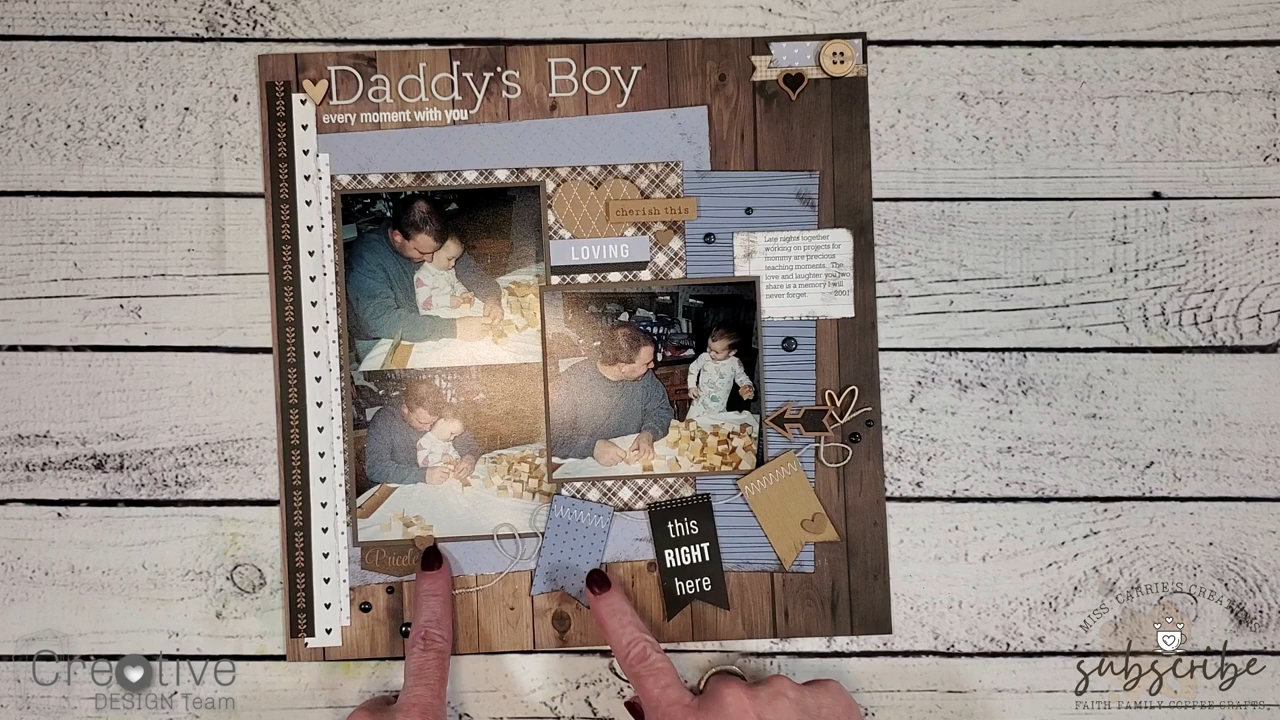 Daddy's Boy
every moment with you
cherish this
LOVING
Late nights together
working on projects for
mommy are precious
teaching moments. The
love and laughter you two
share is a memory I will
never forget. - 2001
this
RIGHT
here
MISS CARRIE'S CREATIONS
subscribe
FAITH FAMILY COFFEE CRAFTS
Creative
DESIGN Team